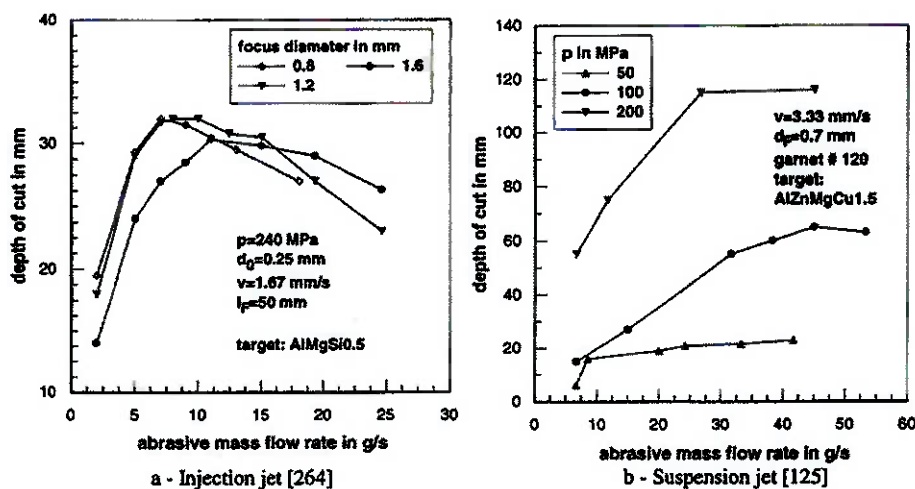 focus diameter in mm
0.8 1.6
1.2
40
30
20
10
depth of cut in mm
p=240 MPa
d0=0.25 mm
v=1.67 mm/s
lF=50 mm
target: AlMgSi0.5
0 5 10 15 20 25 30
abrasive mass flow rate in g/s
a - Injection jet [264]
p in MPa
50
100
200
140
120
100
80
60
40
20
0
depth of cut in mm
v=3.33 mm/s
dF=0.7 mm
garnet # 120
target:
AlZnMgCu1.5
0 10 20 30 40 50 60
abrasive mass flow rate in g/s
b - Suspension jet [125]